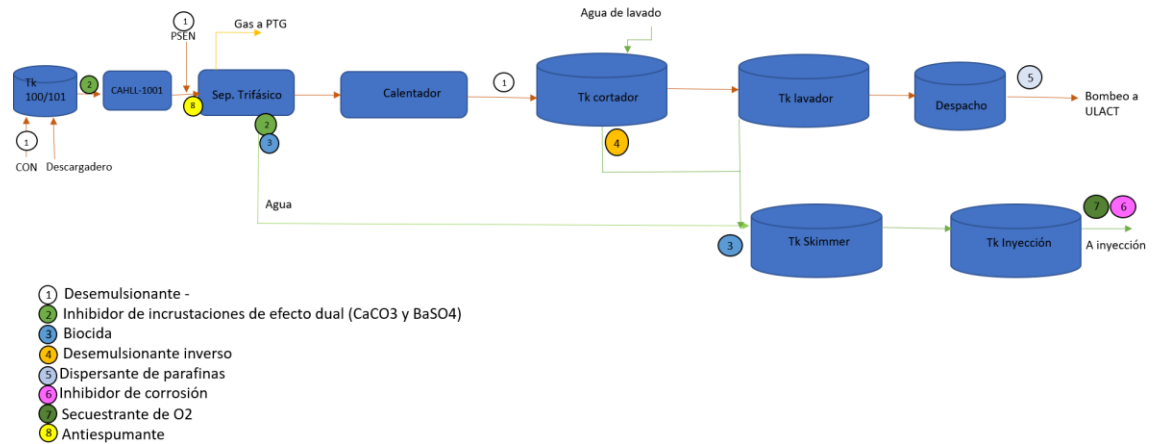 Agua de lavado
1
Gas a PTG
PSEN
Tk
100/101
2
CAHLL-1001
8
Sep. Trifásico
Calentador
1
Tk cortador
Tk lavador
Despacho
5
Bombeo a
ULACT
1
CON
Descargadero
2
3
4
Agua
3
Tk Skimmer
Tk Inyección
7
6
A inyección
1 Desemulsionante -
2 Inhibidor de incrustaciones de efecto dual (CaCO3 y BaSO4)
3 Biocida
4 Desemulsionante inverso
5 Dispersante de parafinas
6 Inhibidor de corrosión
7 Secuestrante de O2
8 Antiespumante